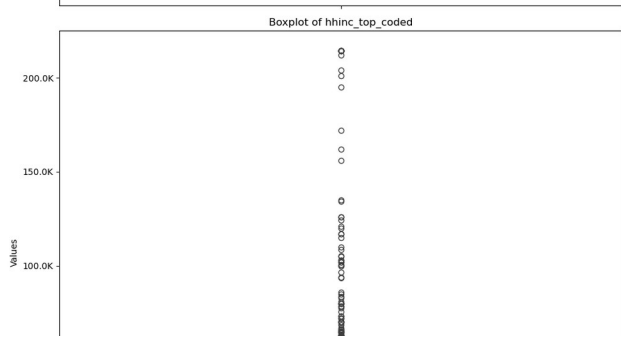 Boxplot of hhinc_top_coded
200.0K
150.0K
Values
100.0K